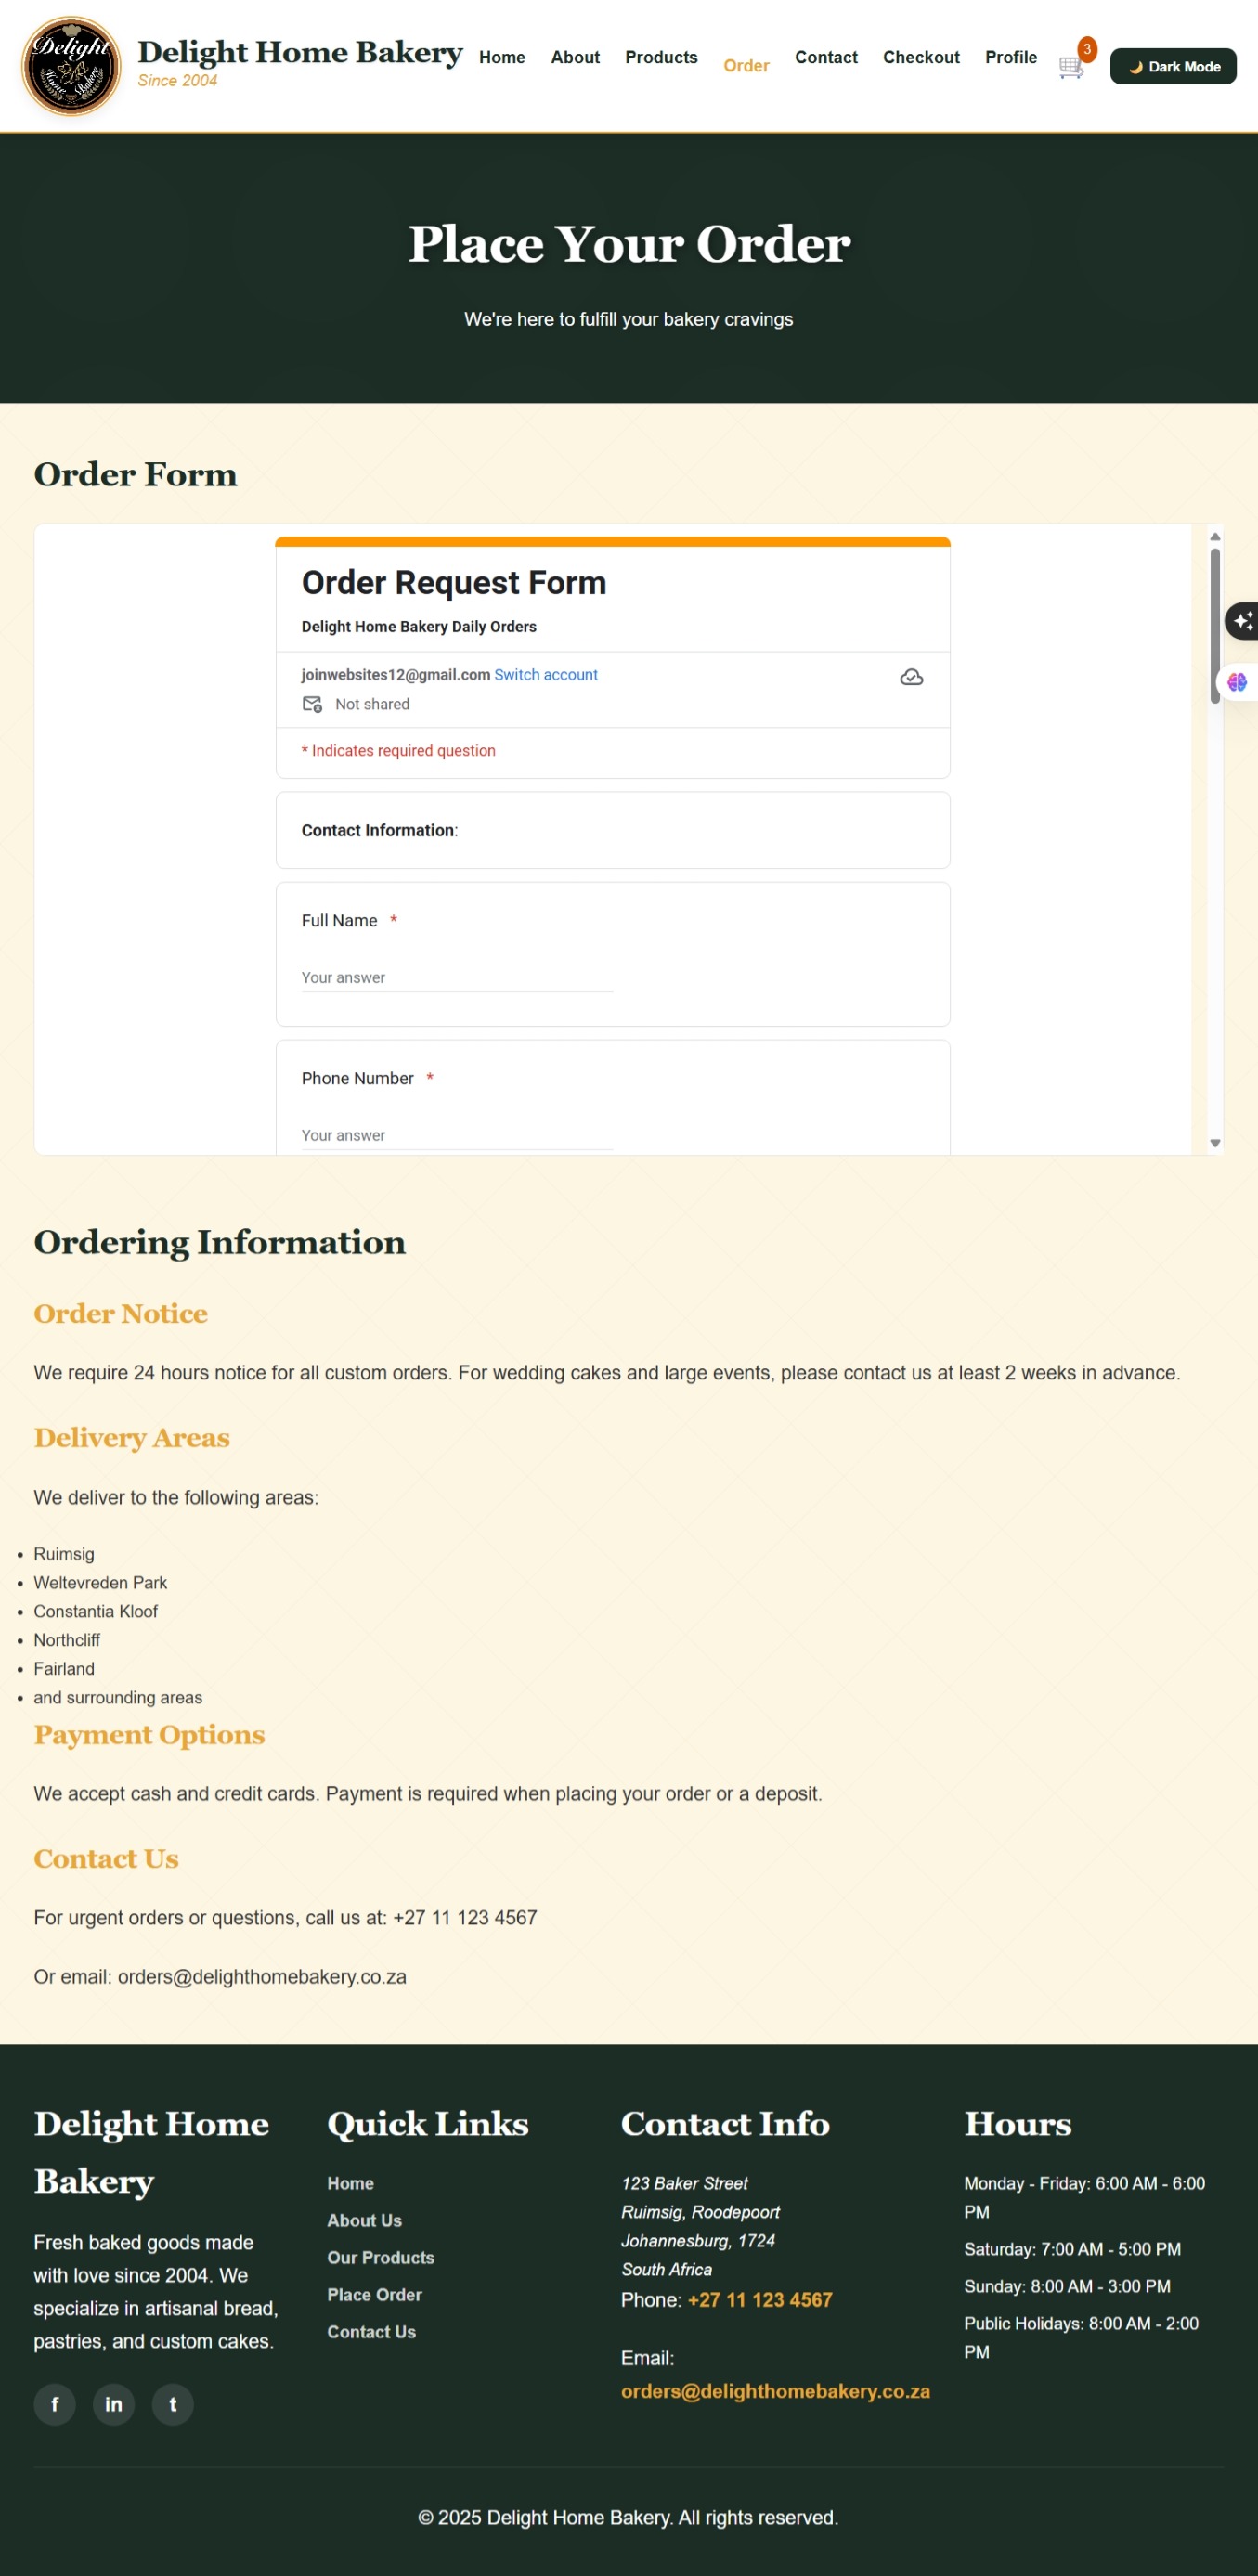 Delight
Home Bakery
Delight Home Bakery
Since 2004
Home
About
Products
Order
Contact
Checkout
Profile
3
Dark Mode
Place Your Order
We're here to fulfill your bakery cravings
Order Form
Order Request Form
Delight Home Bakery Daily Orders
joinwebsites12@gmail.com Switch account
Not shared
* Indicates required question
Contact Information:
Full Name *
Your answer
Phone Number *
Your answer
Ordering Information
Order Notice
We require 24 hours notice for all custom orders. For wedding cakes and large events, please contact us at least 2 weeks in advance.
Delivery Areas
We deliver to the following areas:
• Ruimsig
• Weltevreden Park
• Constantia Kloof
• Northcliff
• Fairland
• and surrounding areas
Payment Options
We accept cash and credit cards. Payment is required when placing your order or a deposit.
Contact Us
For urgent orders or questions, call us at: +27 11 123 4567
Or email: orders@delighthomebakery.co.za
Delight Home
Bakery
Fresh baked goods made
with love since 2004. We
specialize in artisanal bread,
pastries, and custom cakes.
f
in
t
Quick Links
Home
About Us
Our Products
Place Order
Contact Us
Contact Info
123 Baker Street
Ruimsig, Roodepoort
Johannesburg, 1724
South Africa
Phone: +27 11 123 4567
Email:
orders@delighthomebakery.co.za
Hours
Monday - Friday: 6:00 AM - 6:00
PM
Saturday: 7:00 AM - 5:00 PM
Sunday: 8:00 AM - 3:00 PM
Public Holidays: 8:00 AM - 2:00
PM
© 2025 Delight Home Bakery. All rights reserved.